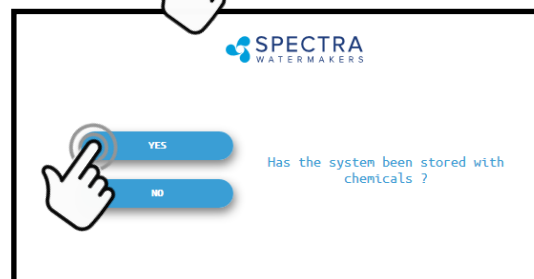 SPECTRA
WATERMAKERS
YES
Has the system been stored with
chemicals ?
NO